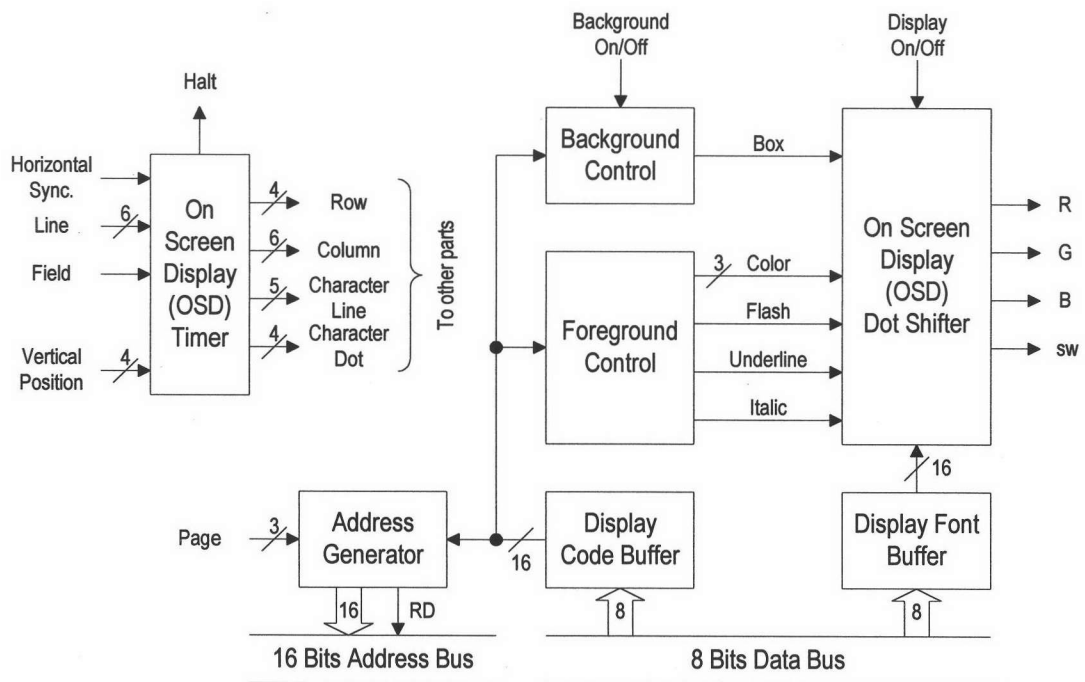 Background
On/Off
Display
On/Off
Halt
Horizontal
Sync.
Line
6
Field
Vertical
Position
4
On
Screen
Display
(OSD)
Timer
4
Row
6
Column
5
Character
Line
4
Character
Dot
To other parts
Background
Control
Box
Foreground
Control
3
Color
Flash
Underline
Italic
On Screen
Display
(OSD)
Dot Shifter
R
G
B
sw
16
Page
3
Address
Generator
16
Display
Code Buffer
Display Font
Buffer
16
RD
8
8
16 Bits Address Bus
8 Bits Data Bus